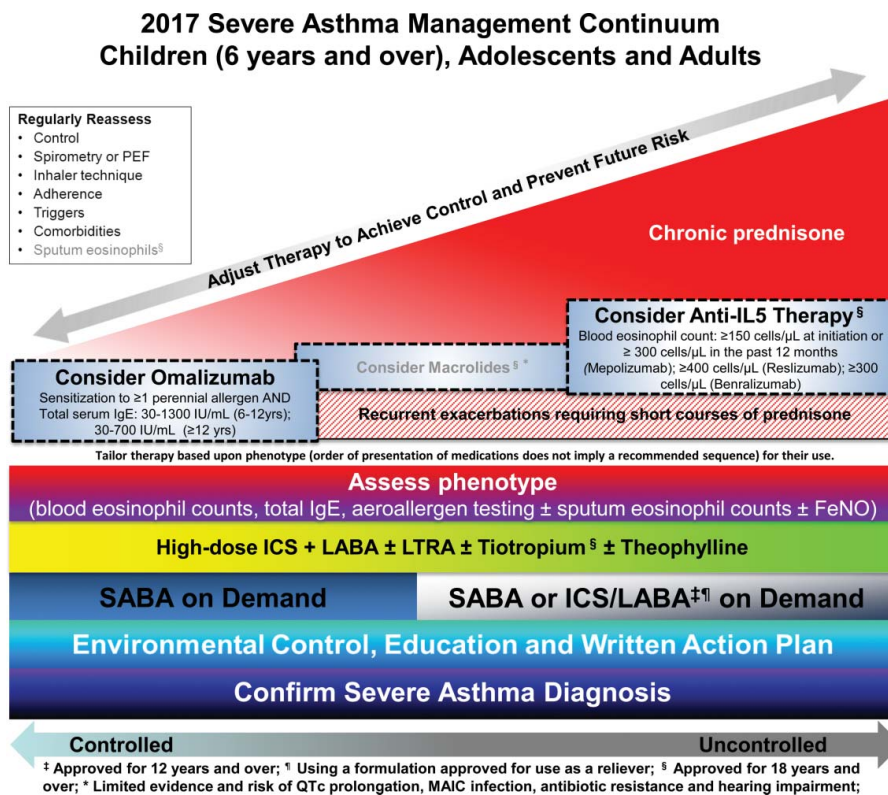 2017 Severe Asthma Management Continuum
Children (6 years and over), Adolescents and Adults
Regularly Reassess
• Control
• Spirometry or PEF
• Inhaler technique
• Adherence
• Triggers
• Comorbidities
• Sputum eosinophils§
Adjust Therapy to Achieve Control and Prevent Future Risk
Chronic prednisone
Consider Anti-IL5 Therapy §
Blood eosinophil count: ≥150 cells/µL at initiation or
≥ 300 cells/µL in the past 12 months
(Mepolizumab); ≥400 cells/µL (Reslizumab); ≥300
cells/µL (Benralizumab)
Consider Macrolides § *
Consider Omalizumab
Sensitization to ≥1 perennial allergen AND
Total serum IgE: 30-1300 IU/mL (6-12yrs);
30-700 IU/mL (≥12 yrs)
Recurrent exacerbations requiring short courses of prednisone
Tailor therapy based upon phenotype (order of presentation of medications does not imply a recommended sequence) for their use.
Assess phenotype
(blood eosinophil counts, total IgE, aeroallergen testing ± sputum eosinophil counts ± FeNO)
High-dose ICS + LABA ± LTRA ± Tiotropium § ± Theophylline
SABA on Demand
SABA or ICS/LABA‡¶ on Demand
Environmental Control, Education and Written Action Plan
Confirm Severe Asthma Diagnosis
Controlled
Uncontrolled
‡ Approved for 12 years and over; ¶ Using a formulation approved for use as a reliever; § Approved for 18 years and
over; * Limited evidence and risk of QTc prolongation, MAIC infection, antibiotic resistance and hearing impairment;